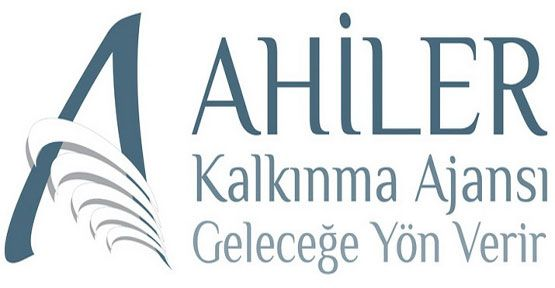 AHİLER
Kalkınma Ajansı
Geleceğe Yön Verir